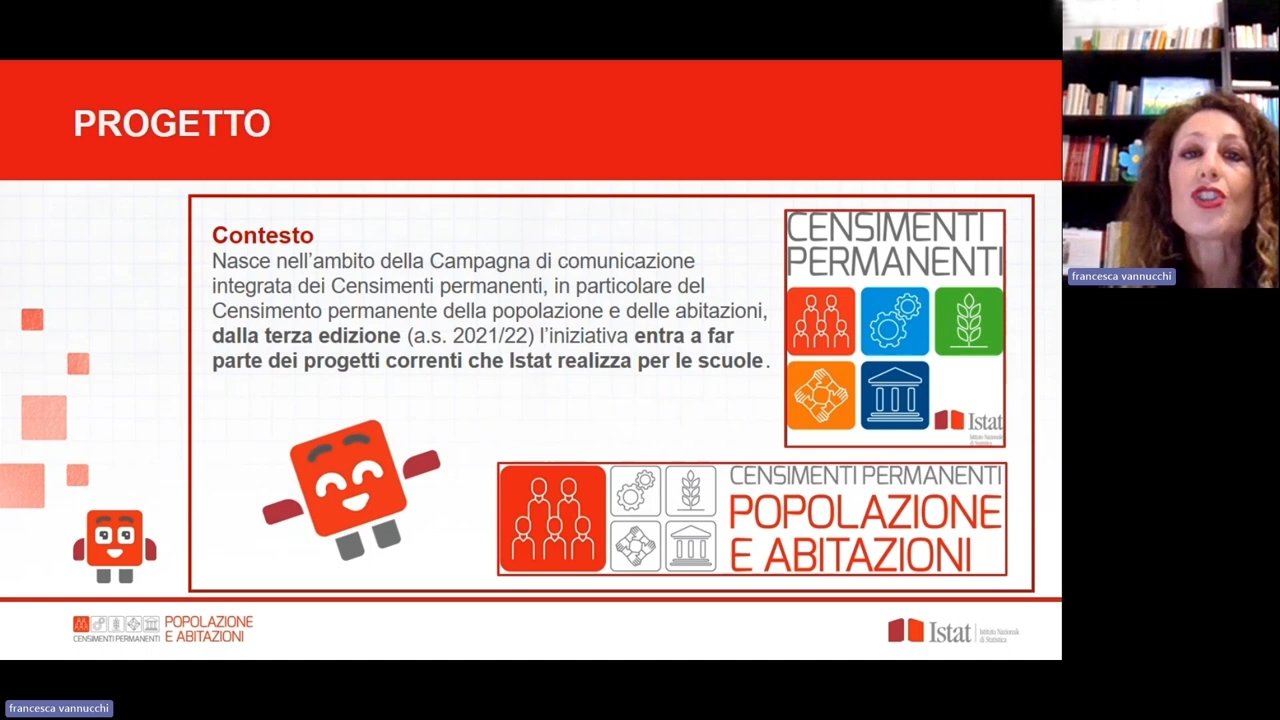 PROGETTO
Contesto
Nasce nell'ambito della Campagna di comunicazione
integrata dei Censimenti permanenti, in particolare del
Censimento permanente della popolazione e delle abitazioni,
dalla terza edizione (a.s. 2021/22) l'iniziativa entra a far
parte dei progetti correnti che Istat realizza per le scuole.
CENSIMENTI
PERMANENTI
Istat
Istituto Nazionale
di Statistica
CENSIMENTI PERMANENTI
POPOLAZIONE
E ABITAZIONI
CENSIMENTI PERMANENTI
POPOLAZIONE
E ABITAZIONI
Istat
Istituto Nazionale
di Statistica
francesca vannucchi
francesca vannucchi